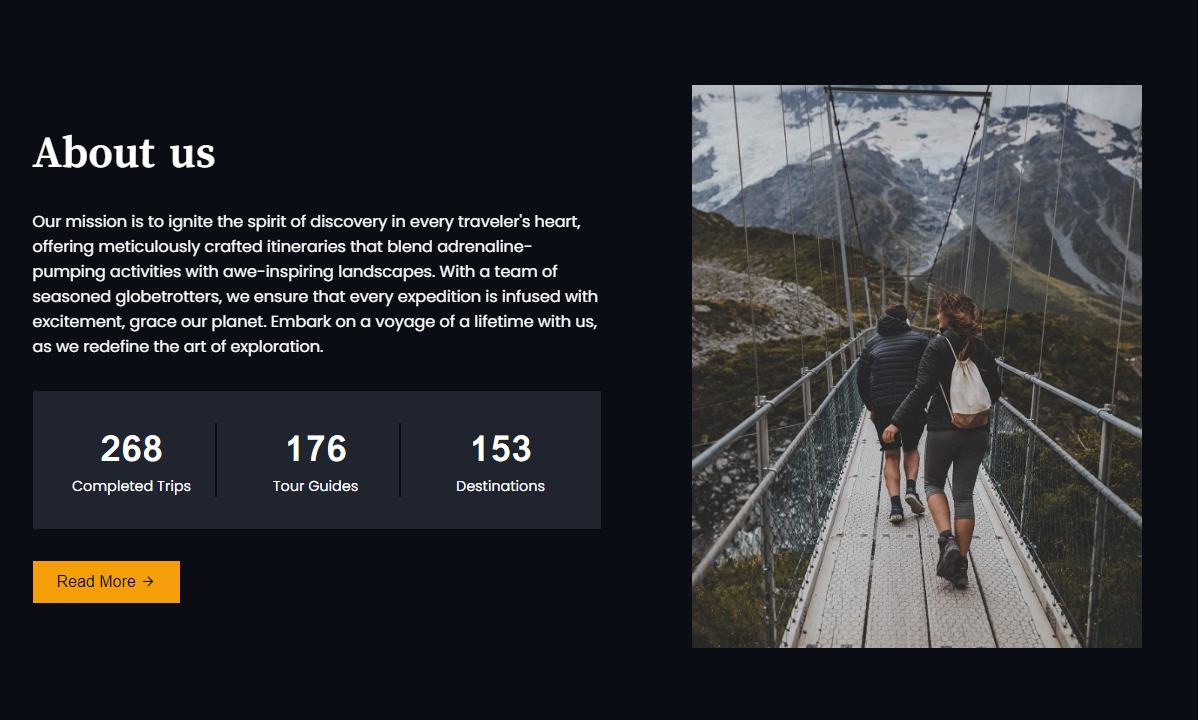 About us
Our mission is to ignite the spirit of discovery in every traveler's heart,
offering meticulously crafted itineraries that blend adrenaline-
pumping activities with awe-inspiring landscapes. With a team of
seasoned globetrotters, we ensure that every expedition is infused with
excitement, grace our planet. Embark on a voyage of a lifetime with us,
as we redefine the art of exploration.
268 176 153
Completed Trips Tour Guides Destinations
Read More →